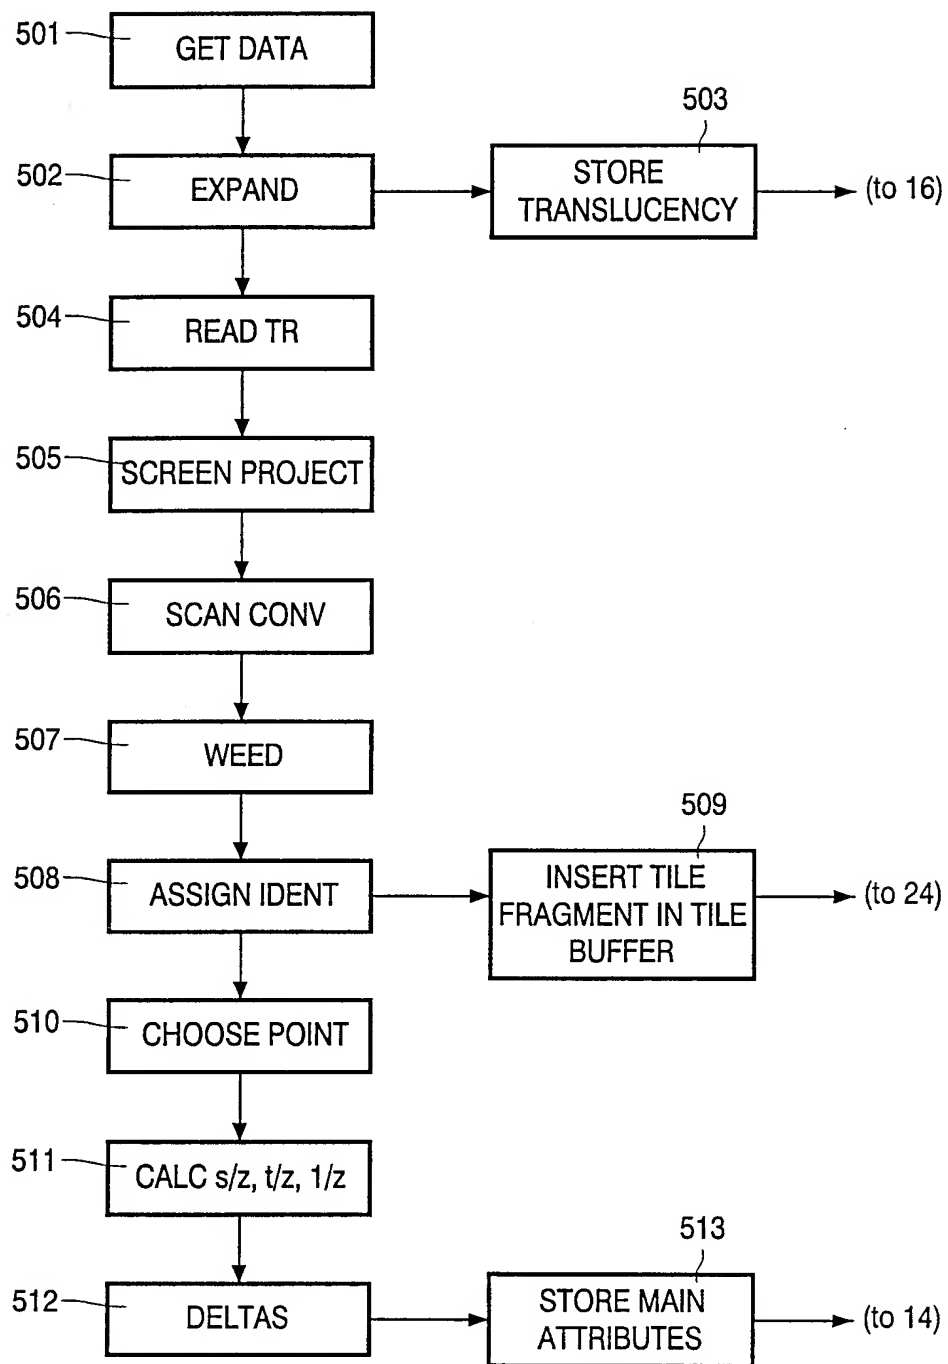 501
GET DATA
503
502
EXPAND
STORE
TRANSLUCENCY
(to 16)
504
READ TR
505
SCREEN PROJECT
506
SCAN CONV
507
WEED
509
508
ASSIGN IDENT
INSERT TILE
FRAGMENT IN TILE
BUFFER
(to 24)
510
CHOOSE POINT
511
CALC s/z, t/z, 1/z
513
512
DELTAS
STORE MAIN
ATTRIBUTES
(to 14)